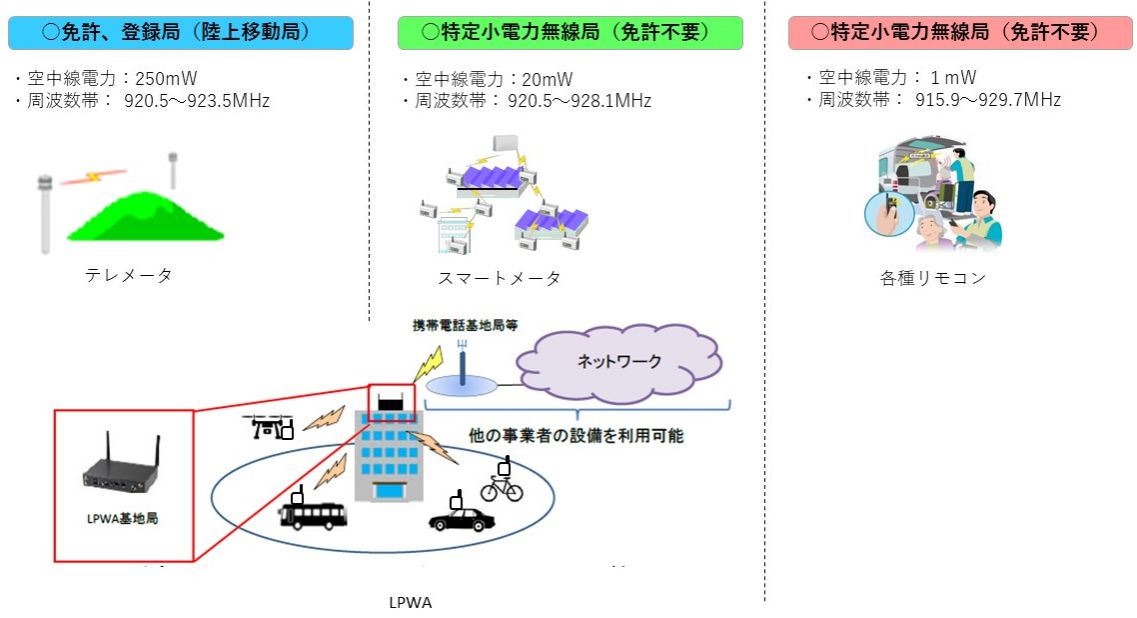 ○免許、登録局（陸上移動局）
・空中線電力：250mW
・周波数帯： 920.5～923.5MHz
テレメータ
○特定小電力無線局（免許不要）
・空中線電力：20mW
・周波数帯： 920.5～928.1MHz
スマートメータ
○特定小電力無線局（免許不要）
・空中線電力： １mW
・周波数帯： 915.9～929.7MHz
各種リモコン
携帯電話基地局等
ネットワーク
他の事業者の設備を利用可能
LPWA基地局
LPWA